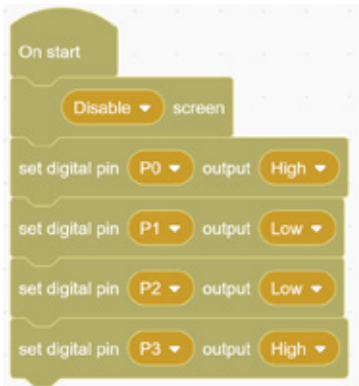 On start
Disable screen
set digital pin P0 output High
set digital pin P1 output Low
set digital pin P2 output Low
set digital pin P3 output High